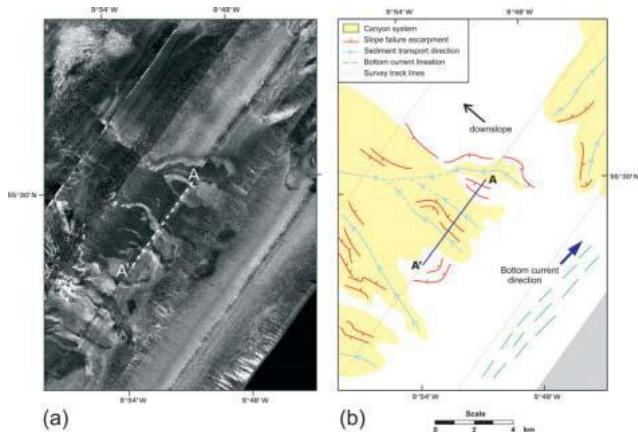 9°54'W
9°48'W
A
A'
55°30'N
9°54'W
9°48'W
(a)
9°54'W
9°48'W
Canyon system
Slope failure escarpment
Sediment transport direction
Bottom current lineation
Survey track lines
downslope
A
A'
55°30'N
Bottom current
direction
9°54'W
9°48'W
(b)
Scale
0 2 4
km